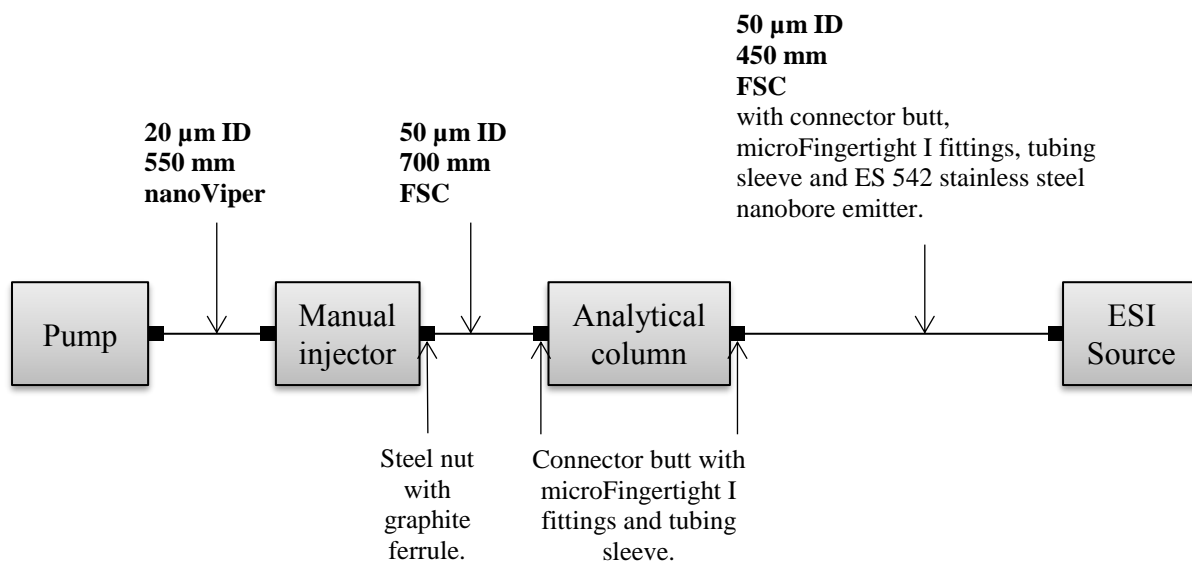 50 µm ID
450 mm
FSC
with connector butt,
microFingertight I fittings, tubing
sleeve and ES 542 stainless steel
nanobore emitter.
20 µm ID
550 mm
nanoViper
50 µm ID
700 mm
FSC
Pump
Manual
injector
Analytical
column
ESI
Source
Steel nut
with
graphite
ferrule.
Connector butt with
microFingertight I
fittings and tubing
sleeve.